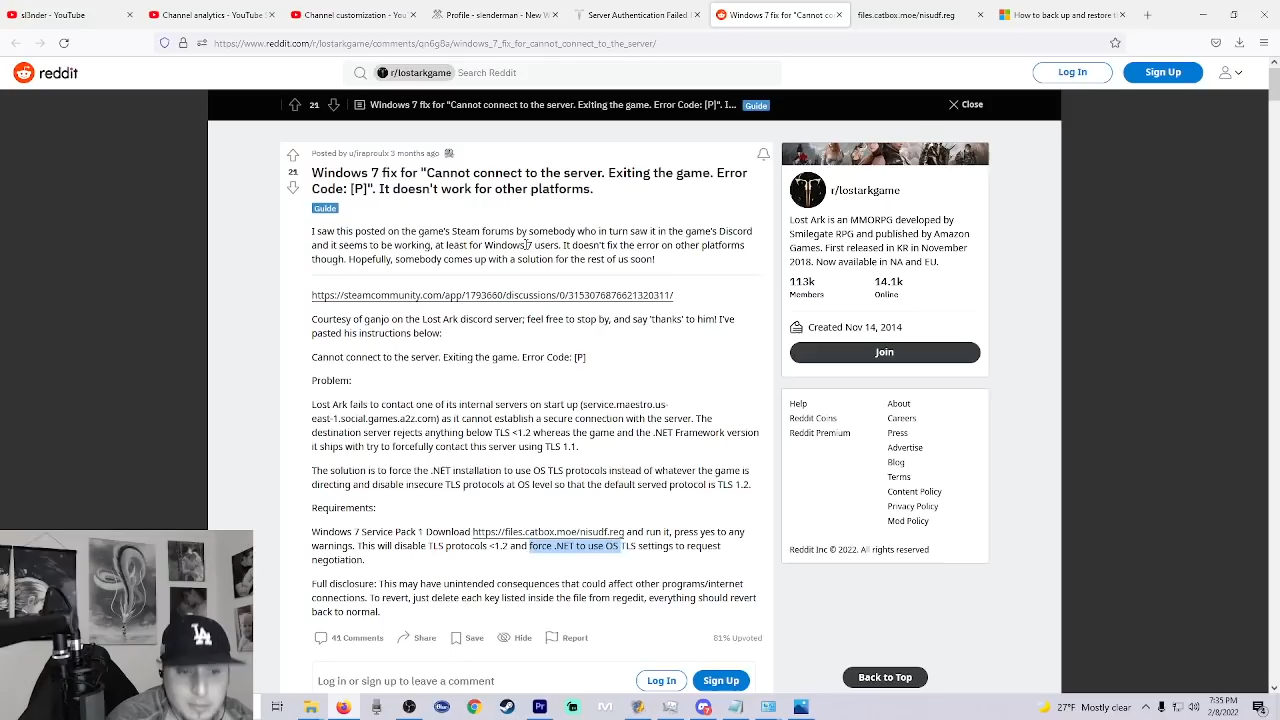 sl3nder - YouTube
Channel analytics - YouTube
Channel customization - You
Profile - slenderman - New W
Server Authentication Failed
Windows 7 fix for "Cannot co
files.catbox.moe/nisudf.reg
How to back up and restore t
https://www.reddit.com/r/lostarkgame/comments/qn6g8x/windows_7_fix_for_cannot_connect_to_the_server/
reddit
r/lostarkgame Search Reddit
Log In
Sign Up
21
Windows 7 fix for "Cannot connect to the server. Exiting the game. Error Code: [P]". I...
Guide
Close
Posted by u/iraproulx 3 months ago
21
Windows 7 fix for "Cannot connect to the server. Exiting the game. Error
Code: [P]". It doesn't work for other platforms.
Guide
I saw this posted on the game's Steam forums by somebody who in turn saw it in the game's Discord
and it seems to be working, at least for Windows 7 users. It doesn't fix the error on other platforms
though. Hopefully, somebody comes up with a solution for the rest of us soon!
https://steamcommunity.com/app/1793660/discussions/0/3153076876621320311/
Courtesy of ganjo on the Lost Ark discord server; feel free to stop by, and say 'thanks' to him! I've
pasted his instructions below:
Cannot connect to the server. Exiting the game. Error Code: [P]
Problem:
Lost Ark fails to contact one of its internal servers on start up (service.maestro.us-
east-1.social.games.a2z.com) as it cannot establish a secure connection with the server. The
destination server rejects anything below TLS <1.2 whereas the game and the .NET Framework version
it ships with try to forcefully contact this server using TLS 1.1.
The solution is to force the .NET installation to use OS TLS protocols instead of whatever the game is
directing and disable insecure TLS protocols at OS level so that the default served protocol is TLS 1.2.
Requirements:
Windows 7 Service Pack 1 Download https://files.catbox.moe/nisudf.reg and run it, press yes to any
warnings. This will disable TLS protocols <1.2 and force .NET to use OS TLS settings to request
negotiation.
Full disclosure: This may have unintended consequences that could affect other programs/internet
connections. To revert, just delete each key listed inside the file from regedit, everything should revert
back to normal.
41 Comments
Share
Save
Hide
Report
81% Upvoted
Log in or sign up to leave a comment
Log In
Sign Up
r/lostarkgame
Lost Ark is an MMORPG developed by
Smilegate RPG and published by Amazon
Games. First released in KR in November
2018. Now available in NA and EU.
113k
14.1k
Members
Online
Created Nov 14, 2014
Join
Help
About
Reddit Coins
Careers
Reddit Premium
Press
Advertise
Blog
Terms
Content Policy
Privacy Policy
Mod Policy
Reddit Inc © 2022. All rights reserved
Back to Top
LA
27°F Mostly clear
7:35 PM
2/8/2022